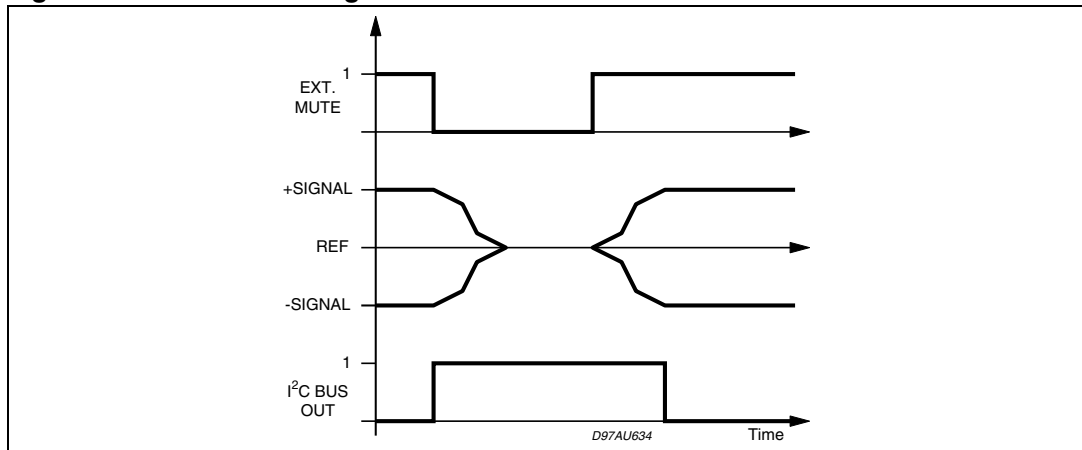 1
EXT.
MUTE
+SIGNAL
REF
-SIGNAL
1
I²C BUS
OUT
D97AU634
Time